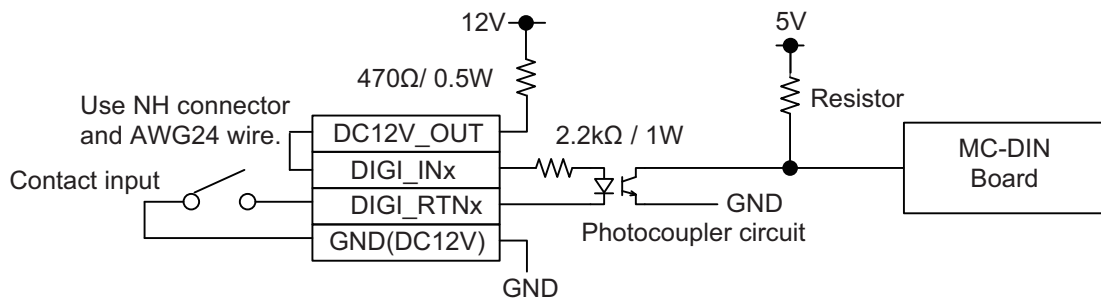 12V
5V
470Ω/ 0.5W
Use NH connector
and AWG24 wire.
Resistor
DC12V_OUT
2.2kΩ / 1W
MC-DIN
Board
DIGI_INx
Contact input
DIGI_RTNx
GND
GND(DC12V)
Photocoupler circuit
GND